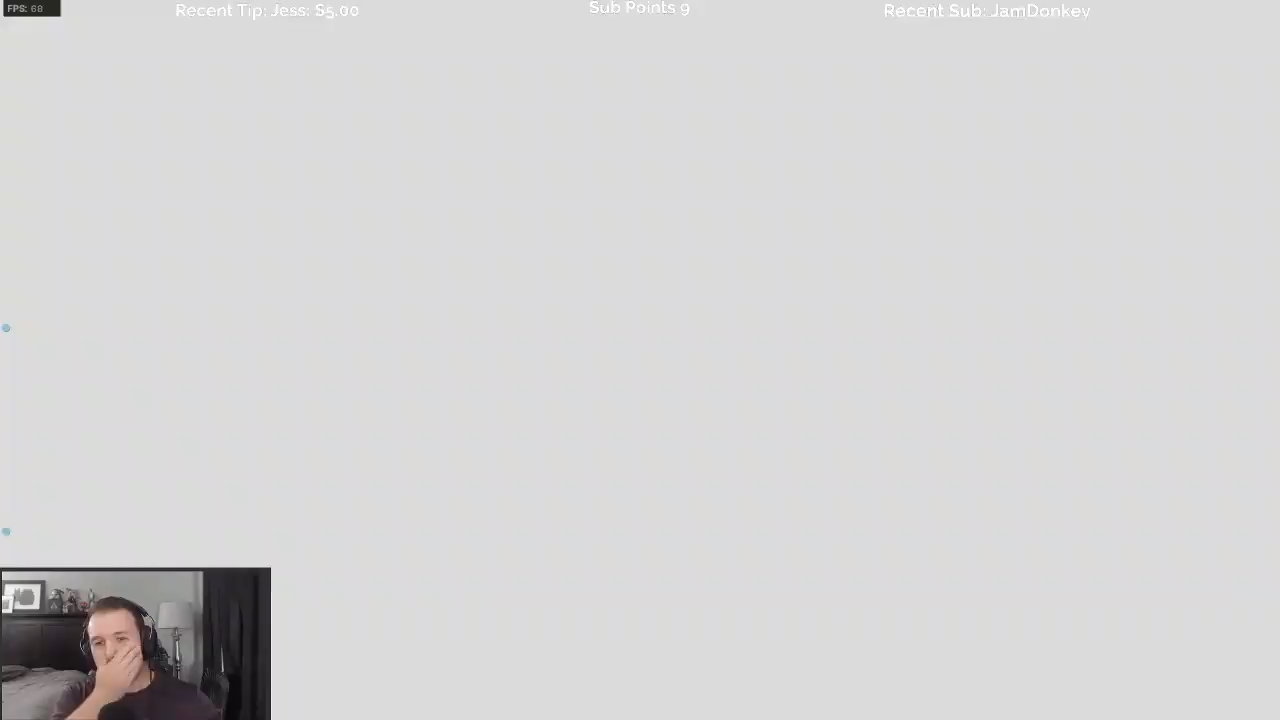 FPS: 68
Recent Tip: Jess: $5.00
Sub Points 9
Recent Sub: JamDonkey